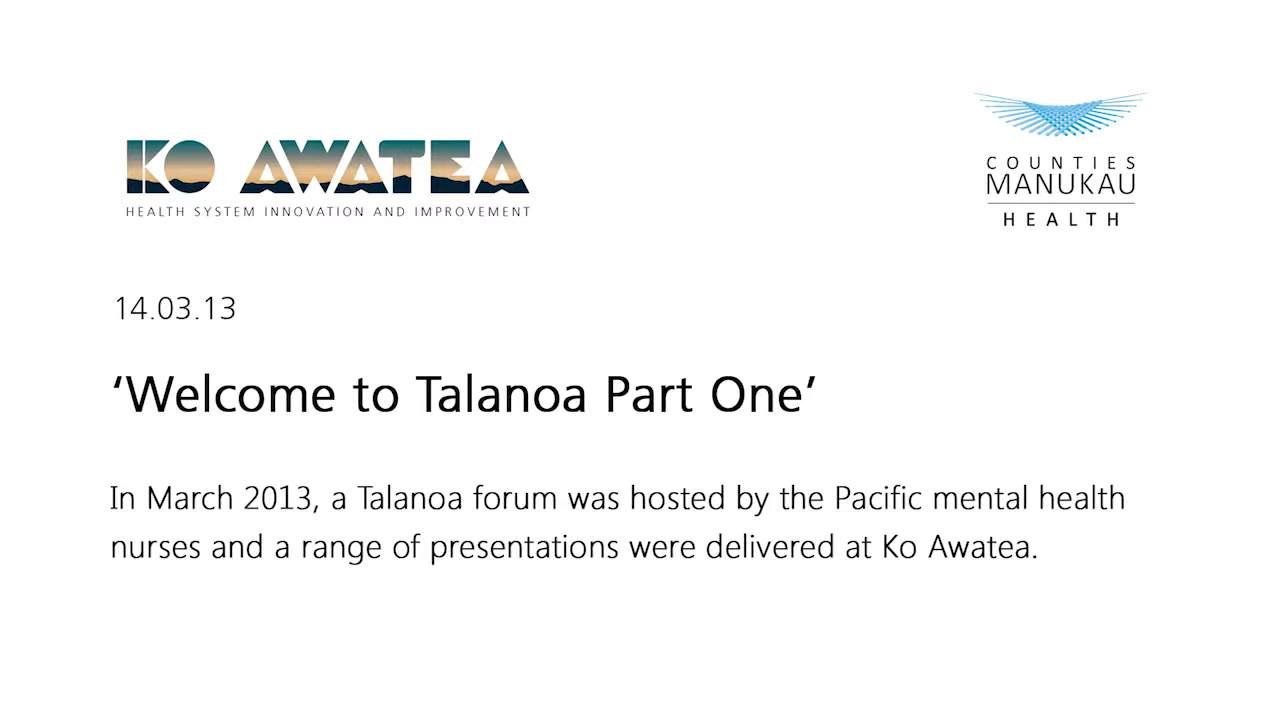 KO AWATEA
HEALTH SYSTEM INNOVATION AND IMPROVEMENT
COUNTIES
MANUKAU
HEALTH
14.03.13
‘Welcome to Talanoa Part One’
In March 2013, a Talanoa forum was hosted by the Pacific mental health
nurses and a range of presentations were delivered at Ko Awatea.